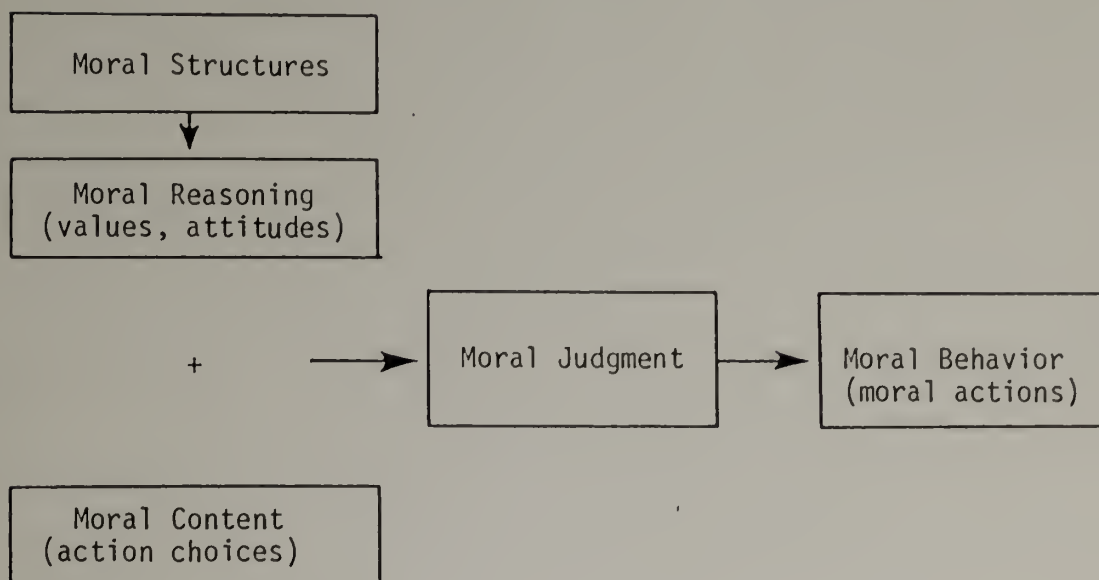 Moral Structures
Moral Reasoning
(values, attitudes)
+
Moral Judgment
Moral Behavior
(moral actions)
Moral Content
(action choices)